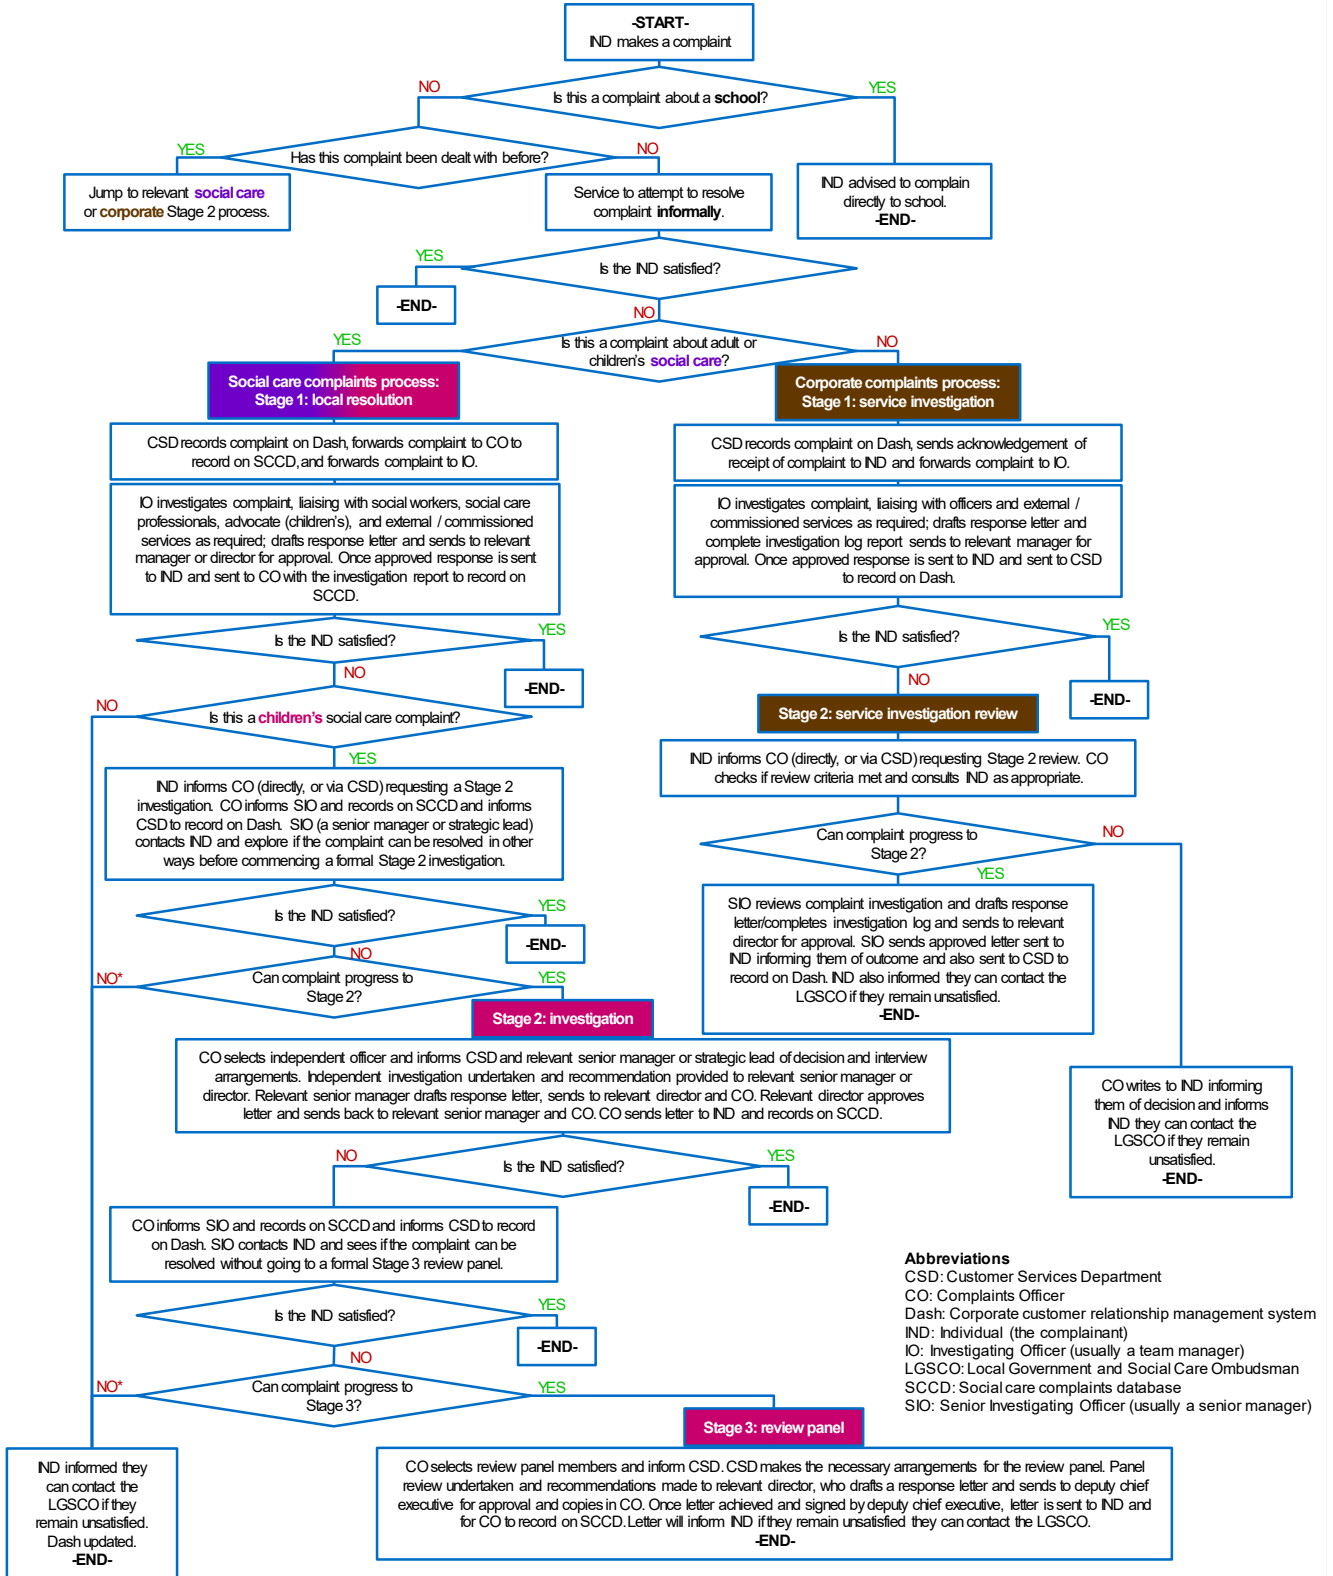 -START-
IND makes a complaint
NO
YES
Is this a complaint about a school?
YES
Has this complaint been dealt with before?
NO
Jump to relevant social care
or corporate Stage 2 process.
Service to attempt to resolve
complaint informally.
IND advised to complain
directly to school.
-END-
YES
Is the IND satisfied?
-END-
NO
YES
Is this a complaint about adult or
children's social care?
NO
Social care complaints process:
Stage 1: local resolution
Corporate complaints process:
Stage 1: service investigation
CSD records complaint on Dash, forwards complaint to CO to
record on SCCD, and forwards complaint to IO.
CSD records complaint on Dash, sends acknowledgement of
receipt of complaint to IND and forwards complaint to IO.
IO investigates complaint, liaising with social workers, social care
professionals, advocate (children's), and external / commissioned
services as required; drafts response letter and sends to relevant
manager or director for approval. Once approved response is sent
to IND and sent to CO with the investigation report to record on
SCCD.
IO investigates complaint, liaising with officers and external /
commissioned services as required; drafts response letter and
complete investigation log report sends to relevant manager for
approval. Once approved response is sent to IND and sent to CSD
to record on Dash.
Is the IND satisfied?
YES
-END-
NO
Is the IND satisfied?
YES
-END-
NO
NO
Is this a children's social care complaint?
YES
Stage 2: service investigation review
IND informs CO (directly, or via CSD) requesting Stage 2 review. CO
checks if review criteria met and consults IND as appropriate.
IND informs CO (directly, or via CSD) requesting a Stage 2
investigation. CO informs SIO and records on SCCD and informs
CSD to record on Dash. SIO (a senior manager or strategic lead)
contacts IND and explore if the complaint can be resolved in other
ways before commencing a formal Stage 2 investigation.
Can complaint progress to
Stage 2?
NO
YES
Is the IND satisfied?
YES
-END-
NO
SIO reviews complaint investigation and drafts response
letter/completes investigation log and sends to relevant
director for approval. SIO sends approved letter sent to
IND informing them of outcome and also sent to CSD to
record on Dash. IND also informed they can contact the
LGSCO if they remain unsatisfied.
-END-
NO*
Can complaint progress to
Stage 2?
YES
Stage 2: investigation
CO selects independent officer and informs CSD and relevant senior manager or strategic lead of decision and interview
arrangements. Independent investigation undertaken and recommendation provided to relevant senior manager or
director. Relevant senior manager drafts response letter, sends to relevant director and CO. Relevant director approves
letter and sends back to relevant senior manager and CO. CO sends letter to IND and records on SCCD.
CO writes to IND informing
them of decision and informs
IND they can contact the
LGSCO if they remain
unsatisfied.
-END-
NO
Is the IND satisfied?
YES
-END-
CO informs SIO and records on SCCD and informs CSD to record
on Dash. SIO contacts IND and sees if the complaint can be
resolved without going to a formal Stage 3 review panel.
Is the IND satisfied?
YES
-END-
NO
NO*
Can complaint progress to
Stage 3?
YES
Abbreviations
CSD: Customer Services Department
CO: Complaints Officer
Dash: Corporate customer relationship management system
IND: Individual (the complainant)
IO: Investigating Officer (usually a team manager)
LGSCO: Local Government and Social Care Ombudsman
SCCD: Social care complaints database
SIO: Senior Investigating Officer (usually a senior manager)
Stage 3: review panel
IND informed they
can contact the
LGSCO if they
remain unsatisfied.
Dash updated.
-END-
CO selects review panel members and inform CSD. CSD makes the necessary arrangements for the review panel. Panel
review undertaken and recommendations made to relevant director, who drafts a response letter and sends to deputy chief
executive for approval and copies in CO. Once letter achieved and signed by deputy chief executive, letter is sent to IND and
for CO to record on SCCD. Letter will inform IND if they remain unsatisfied they can contact the LGSCO.
-END-